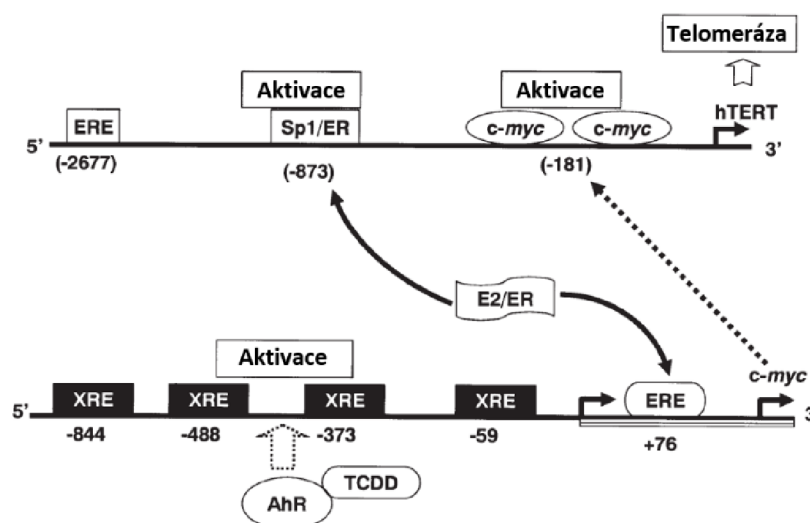 Telomeráza
Aktivace Aktivace
hTERT
ERE Sp1/ER c-myc c-myc
5' 3'
(-2677) (-873) (-181)
E2/ER
Aktivace
c-myc
XRE XRE XRE XRE ERE
5' 3'
-844 -488 -373 -59 +76
TCDD
AhR